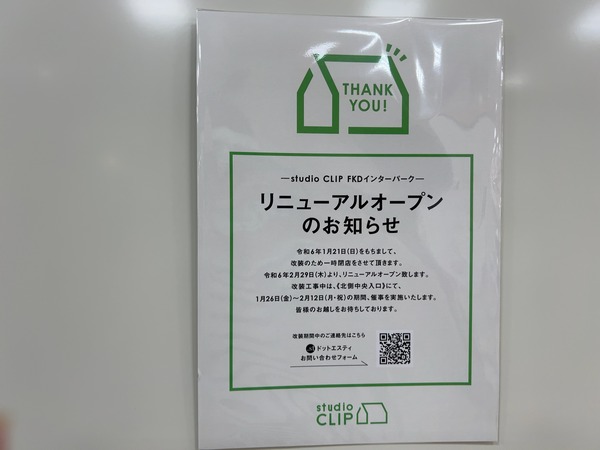 THANK
YOU!
—studio CLIP FKDインターパーク—
リニューアルオープン
のお知らせ
令和6年1月21日(日)をもちまして、
改装のため一時閉店をさせて頂きます。
令和6年2月29日(木)より、リニューアルオープン致します。
改装工事中は、《北側中央入口》にて、
1月26日(金)～2月12日(月・祝)の期間、催事を実施いたします。
皆様のお越しをお待ちしております。
改装期間中のご連絡先はこちら
.st ドットエスティ
お問い合わせフォーム
studio
CLIP